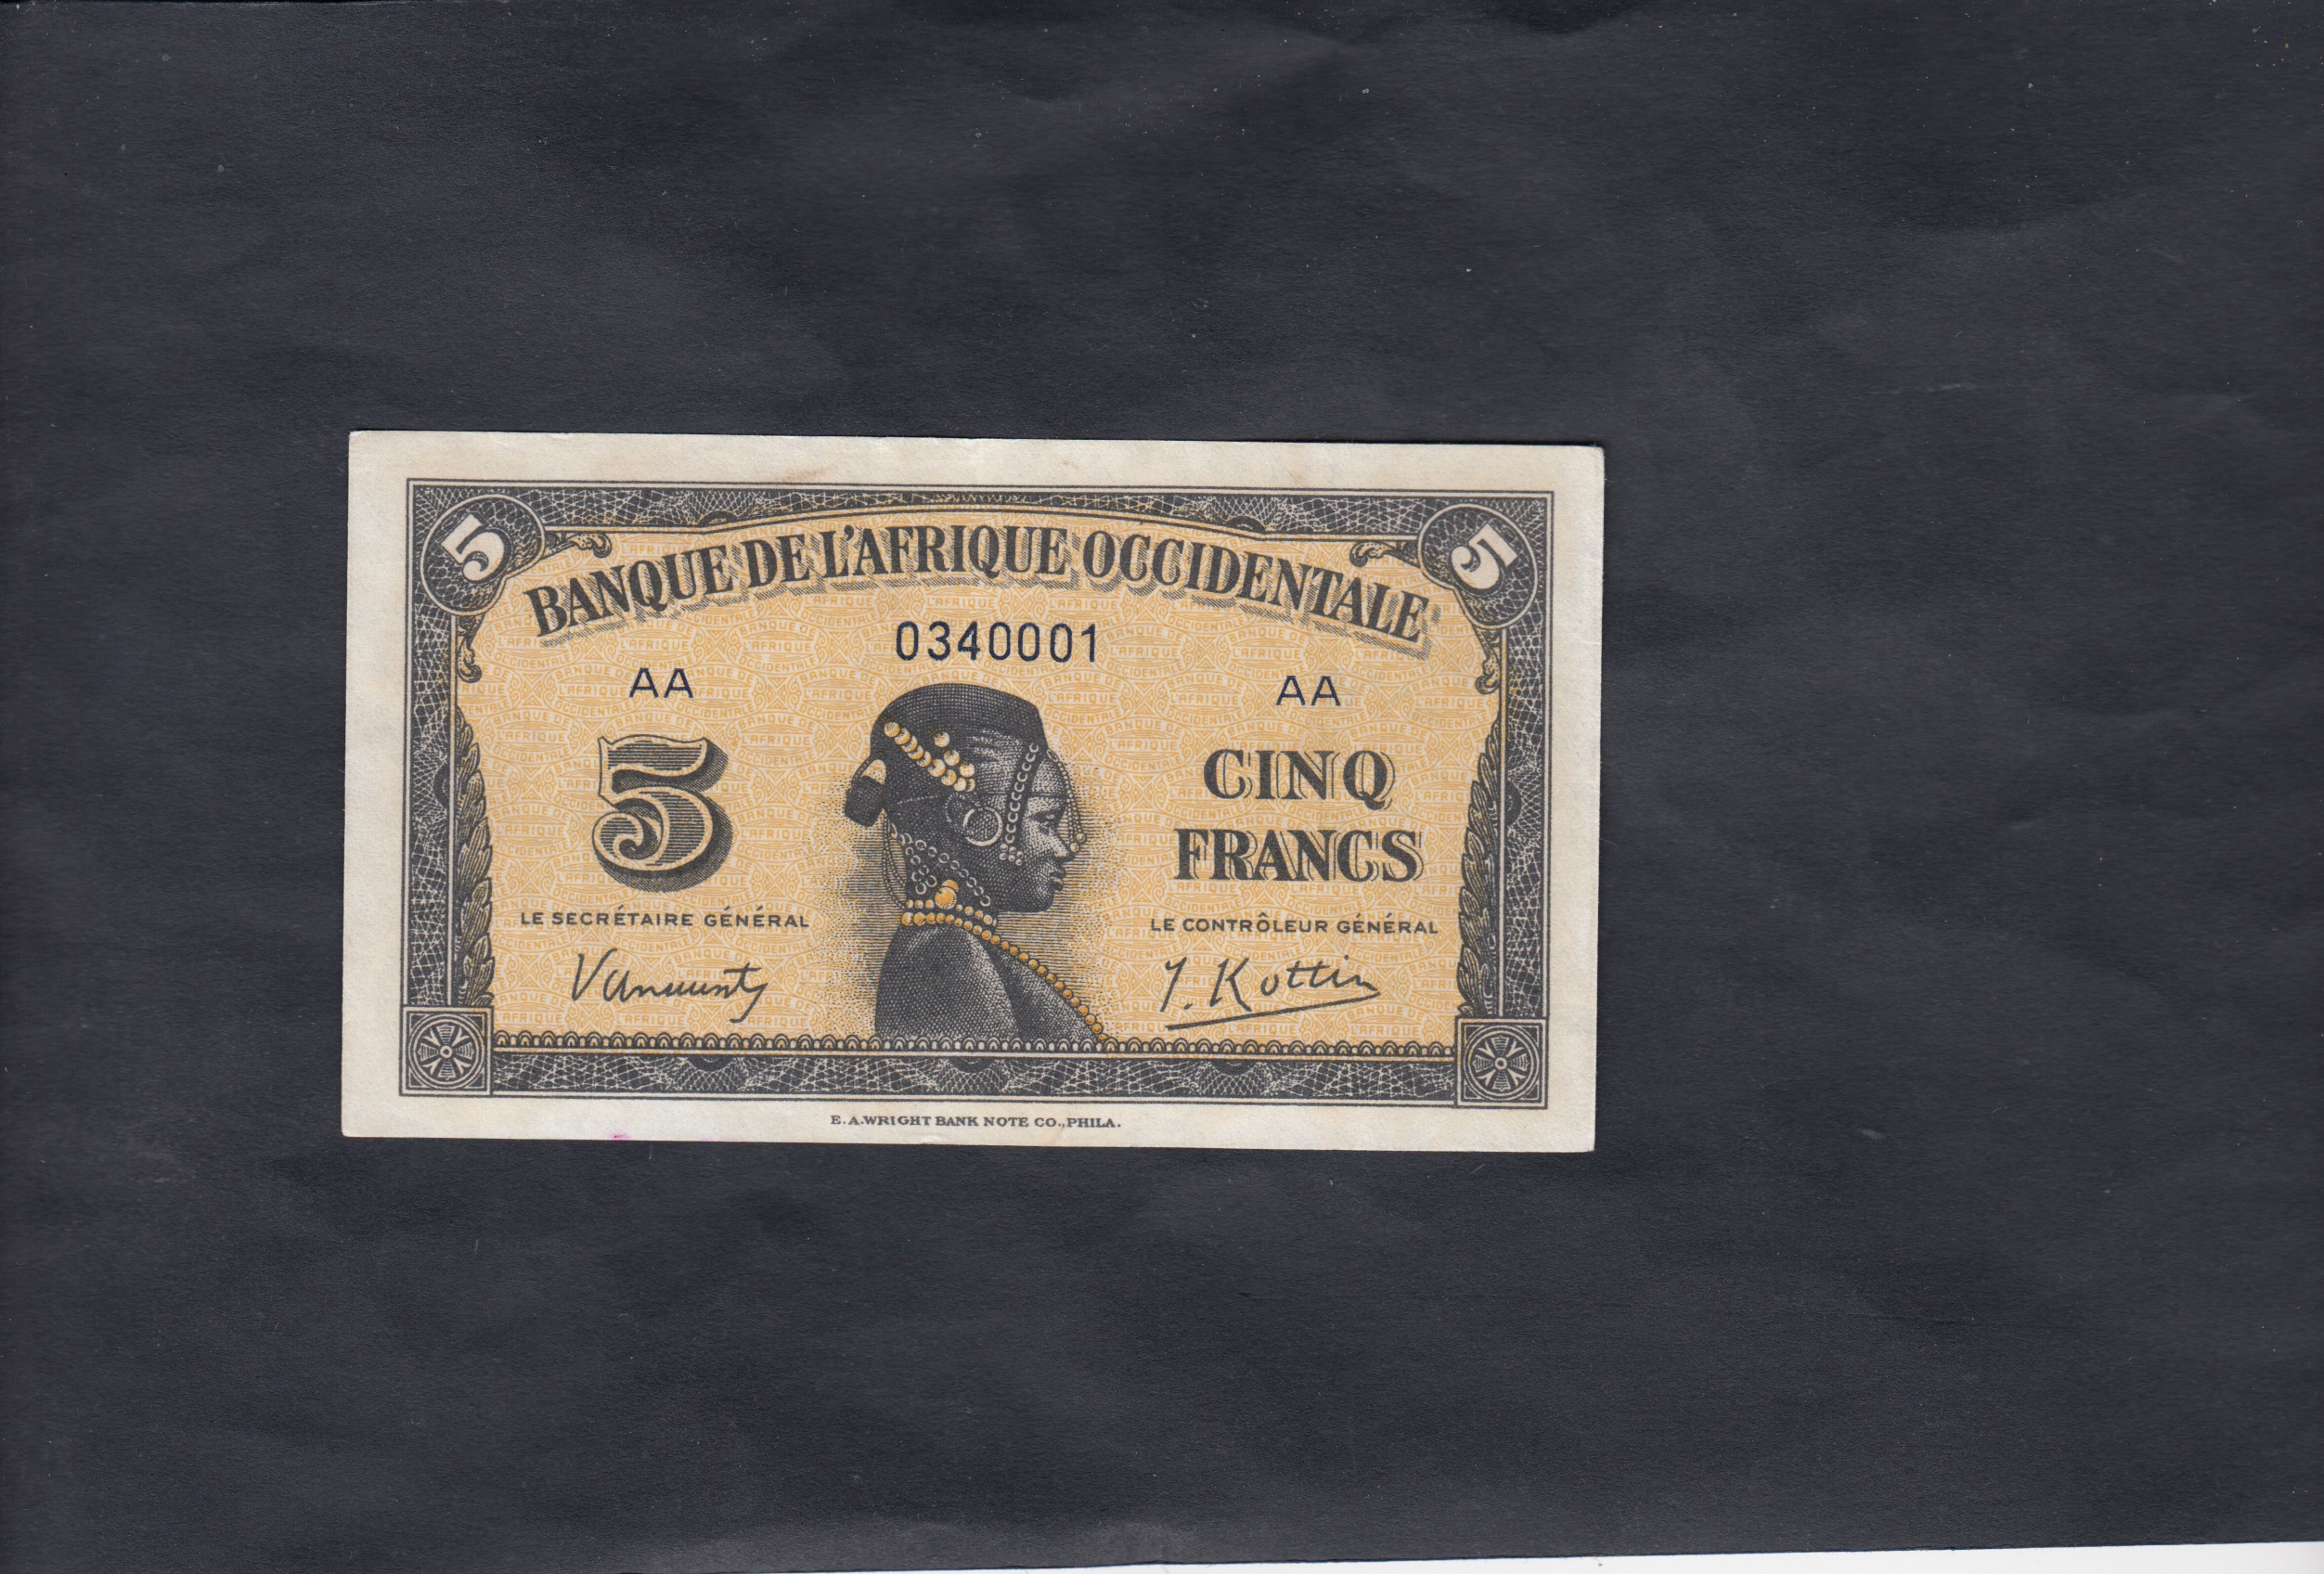 5 5
BANQUE DE L'AFRIQUE OCCIDENTALE
0340001
AA AA
5 CINQ
FRANCS
LE SECRÉTAIRE GÉNÉRAL LE CONTRÔLEUR GÉNÉRAL
E.A.WRIGHT BANK NOTE CO.,PHILA.